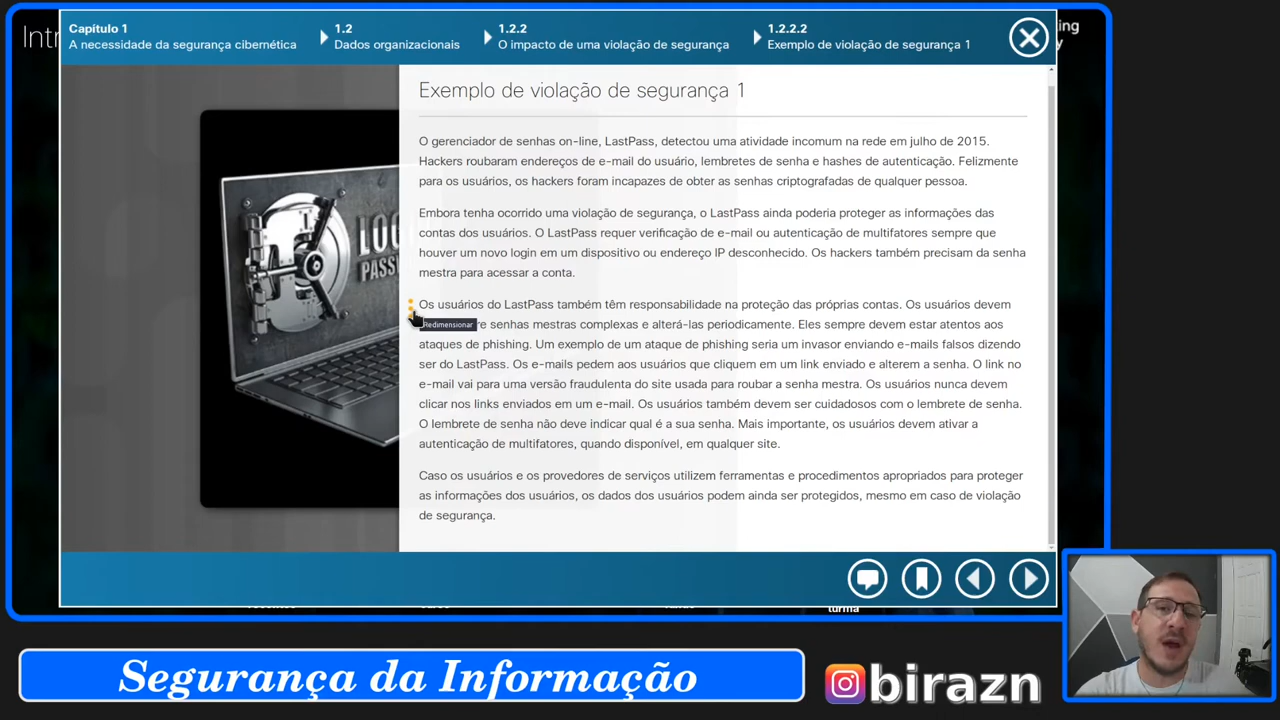 Intr
Capítulo 1
A necessidade da segurança cibernética
1.2
Dados organizacionais
1.2.2
O impacto de uma violação de segurança
1.2.2.2
Exemplo de violação de segurança 1
Exemplo de violação de segurança 1
O gerenciador de senhas on-line, LastPass, detectou uma atividade incomum na rede em julho de 2015.
Hackers roubaram endereços de e-mail do usuário, lembretes de senha e hashes de autenticação. Felizmente
para os usuários, os hackers foram incapazes de obter as senhas criptografadas de qualquer pessoa.
Embora tenha ocorrido uma violação de segurança, o LastPass ainda poderia proteger as informações das
contas dos usuários. O LastPass requer verificação de e-mail ou autenticação de multifatores sempre que
houver um novo login em um dispositivo ou endereço IP desconhecido. Os hackers também precisam da senha
mestra para acessar a conta.
Os usuários do LastPass também têm responsabilidade na proteção das próprias contas. Os usuários devem
Redimensionar re senhas mestras complexas e alterá-las periodicamente. Eles sempre devem estar atentos aos
ataques de phishing. Um exemplo de um ataque de phishing seria um invasor enviando e-mails falsos dizendo
ser do LastPass. Os e-mails pedem aos usuários que cliquem em um link enviado e alterem a senha. O link no
e-mail vai para uma versão fraudulenta do site usada para roubar a senha mestra. Os usuários nunca devem
clicar nos links enviados em um e-mail. Os usuários também devem ser cuidadosos com o lembrete de senha.
O lembrete de senha não deve indicar qual é a sua senha. Mais importante, os usuários devem ativar a
autenticação de multifatores, quando disponível, em qualquer site.
Caso os usuários e os provedores de serviços utilizem ferramentas e procedimentos apropriados para proteger
as informações dos usuários, os dados dos usuários podem ainda ser protegidos, mesmo em caso de violação
de segurança.
LOG
PASS
king
y
turma
Segurança da Informação
birazn